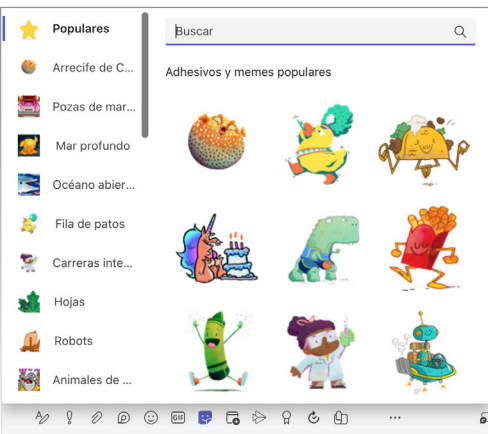 Populares
Buscar
Arrecife de C...
Adhesivos y memes populares
Pozas de mar...
Mar profundo
Océano abier...
Fila de patos
Carreras inte...
Hojas
Robots
Animales de ...
GIF